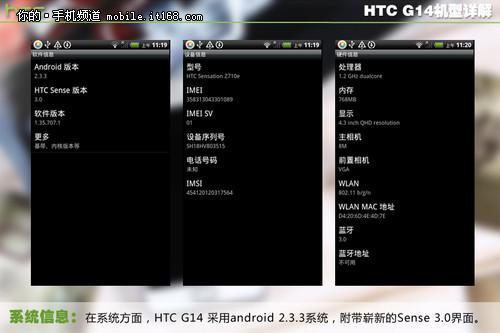 你的·手机频道 mobile.it168.com
HTC G14机型详解
上午 11:19
软件信息
Android 版本
2.3.3
HTC Sense 版本
3.0
软件版本
1.35.707.1
更多
基带、内核版本等
上午 11:19
设备信息
型号
HTC Sensation Z710e
IMEI
358313043301089
IMEI SV
01
设备序列号
SH18HV803515
电话号码
未知
IMSI
454120120317564
上午 11:20
硬件信息
处理器
1.2 GHz dualcore
内存
768MB
显示
4.3 inch QHD resolution
主相机
8M
前置相机
VGA
WLAN
802.11 b/g/n
WLAN MAC 地址
D4:20:6D:4E:4D:7E
蓝牙
3.0
蓝牙地址
不可用
系统信息：在系统方面，HTC G14 采用android 2.3.3系统，附带崭新的Sense 3.0界面。